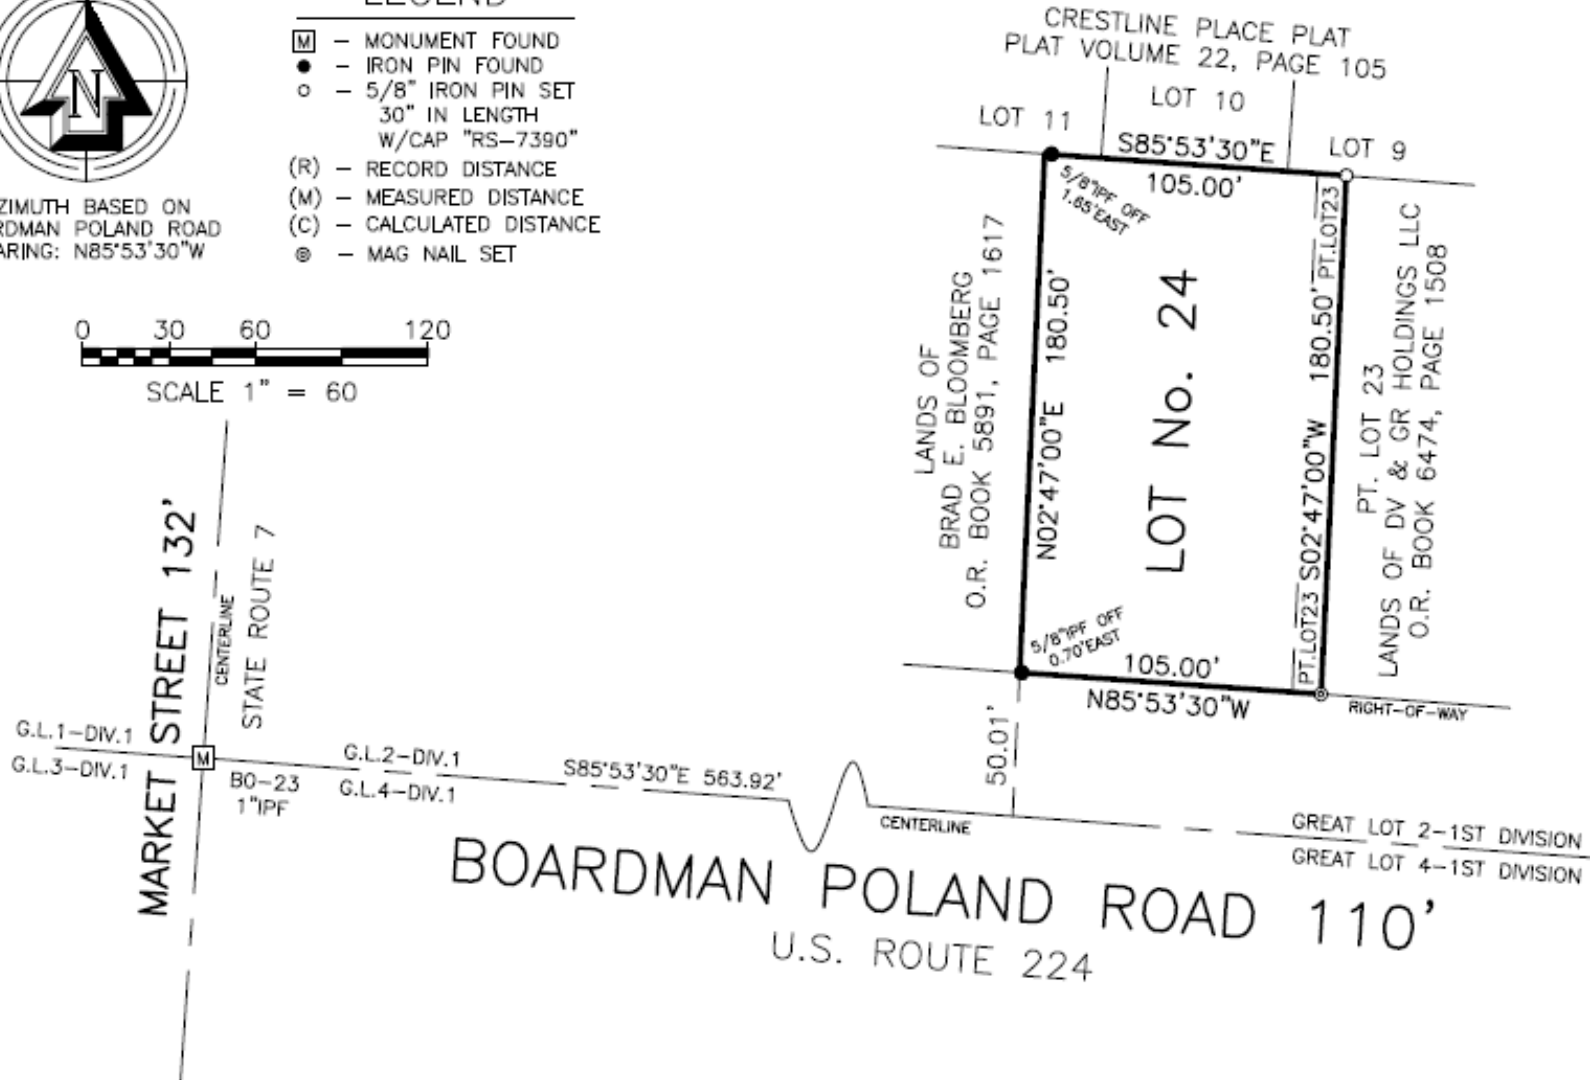 N
LEGEND
M – MONUMENT FOUND
– IRON PIN FOUND
– 5/8" IRON PIN SET
30" IN LENGTH
W/CAP "RS–7390"
(R) – RECORD DISTANCE
(M) – MEASURED DISTANCE
(C) – CALCULATED DISTANCE
– MAG NAIL SET
ZIMUTH BASED ON
RDMAN POLAND ROAD
ARING: N85°53'30"W
0 30 60 120
SCALE 1" = 60
CRESTLINE PLACE PLAT
PLAT VOLUME 22, PAGE 105
LOT 11
LOT 10
LOT 9
S85°53'30"E
105.00'
5/8"IPF OFF
1.65'EAST
LANDS OF
BRAD E. BLOOMBERG
O.R. BOOK 5891, PAGE 1617
N02°47'00"E 180.50'
LOT No. 24
PT.LOT23 S02°47'00"W 180.50' PT.LOT23
PT. LOT 23
LANDS OF DV & GR HOLDINGS LLC
O.R. BOOK 6474, PAGE 1508
5/8"IPF OFF
0.70'EAST
105.00'
N85°53'30"W
RIGHT–OF–WAY
50.01'
MARKET STREET 132'
CENTERLINE
STATE ROUTE 7
G.L.1–DIV.1
G.L.3–DIV.1
M
BO–23
1"IPF
G.L.2–DIV.1
G.L.4–DIV.1
S85°53'30"E 563.92'
CENTERLINE
GREAT LOT 2–1ST DIVISION
GREAT LOT 4–1ST DIVISION
BOARDMAN POLAND ROAD 110'
U.S. ROUTE 224